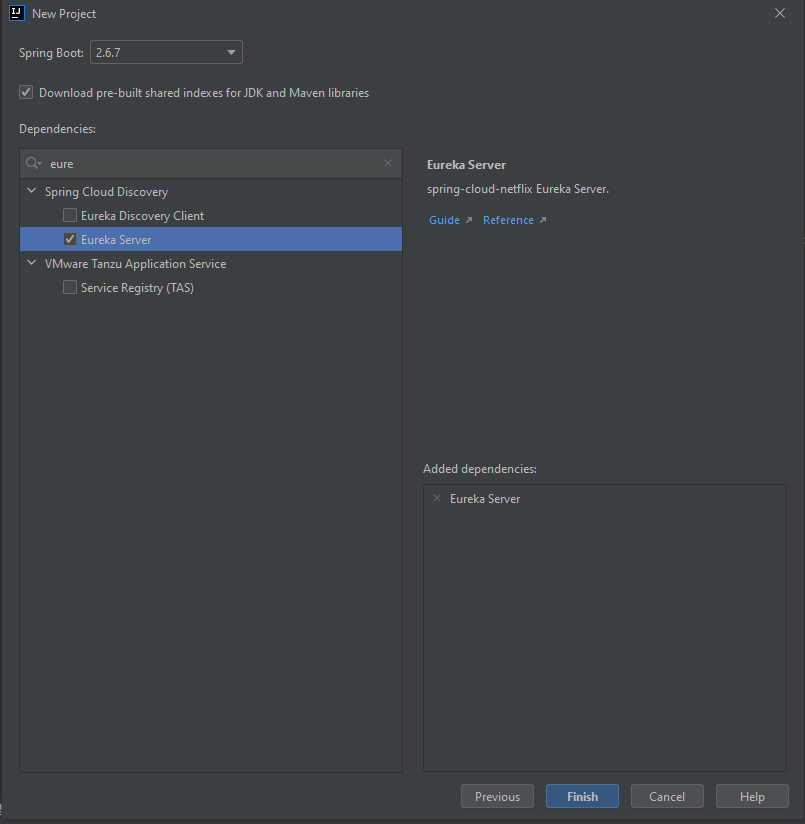 IJ
New Project
Spring Boot: 2.6.7
Download pre-built shared indexes for JDK and Maven libraries
Dependencies:
eure
Spring Cloud Discovery
Eureka Discovery Client
Eureka Server
VMware Tanzu Application Service
Service Registry (TAS)
Eureka Server
spring-cloud-netflix Eureka Server.
Guide Reference
Added dependencies:
Eureka Server
Previous Finish Cancel Help